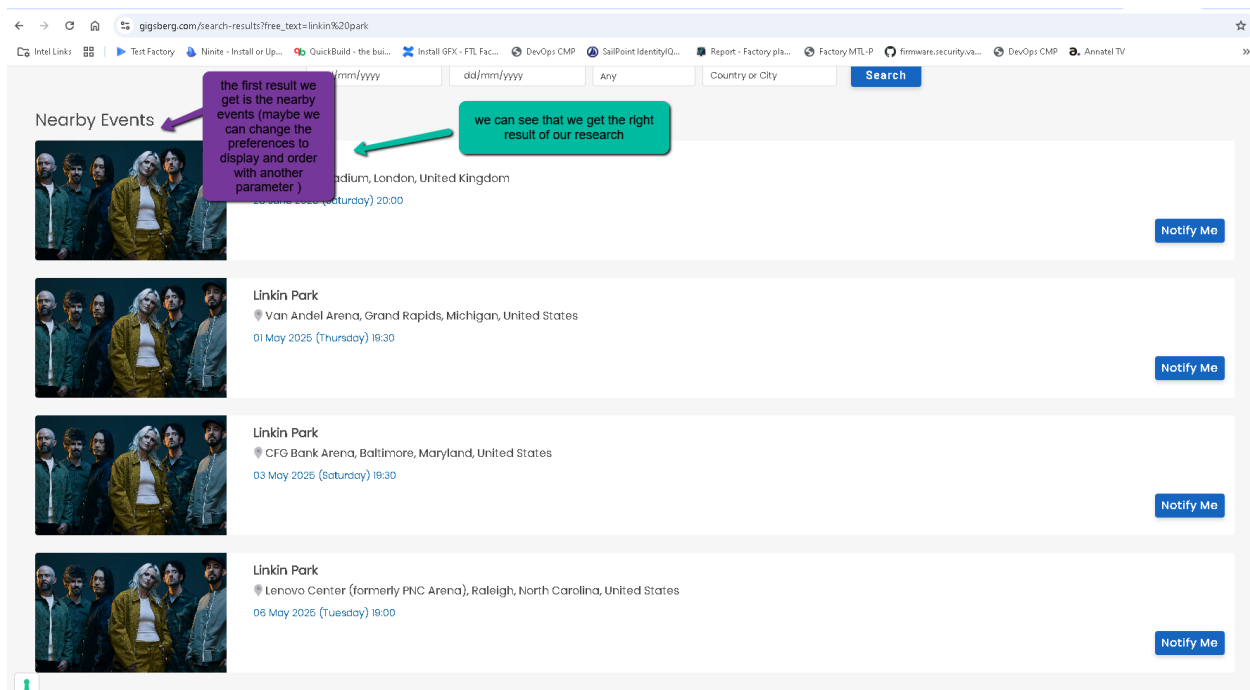 gigsberg.com/search-results?free_text=linkin%20park
Intel Links Test Factory Ninite - Install or Up... QuickBuild - the bui... Install GFX - FTL Fac... DevOps CMP SailPoint IdentityIQ... Report - Factory pla... Factory MTL-P firmware.security.va... DevOps CMP Annatel TV »
/mm/yyyy dd/mm/yyyy Any Country or City Search
the first result we
get is the nearby
events (maybe we
can change the
preferences to
display and order
with another
parameter )
we can see that we get the right
result of our research
Nearby Events
London, United Kingdom
20:00
Notify Me
Linkin Park
Van Andel Arena, Grand Rapids, Michigan, United States
01 May 2025 (Thursday) 19:30
Notify Me
Linkin Park
CFG Bank Arena, Baltimore, Maryland, United States
03 May 2025 (Saturday) 19:30
Notify Me
Linkin Park
Lenovo Center (formerly PNC Arena), Raleigh, North Carolina, United States
06 May 2025 (Tuesday) 19:00
Notify Me